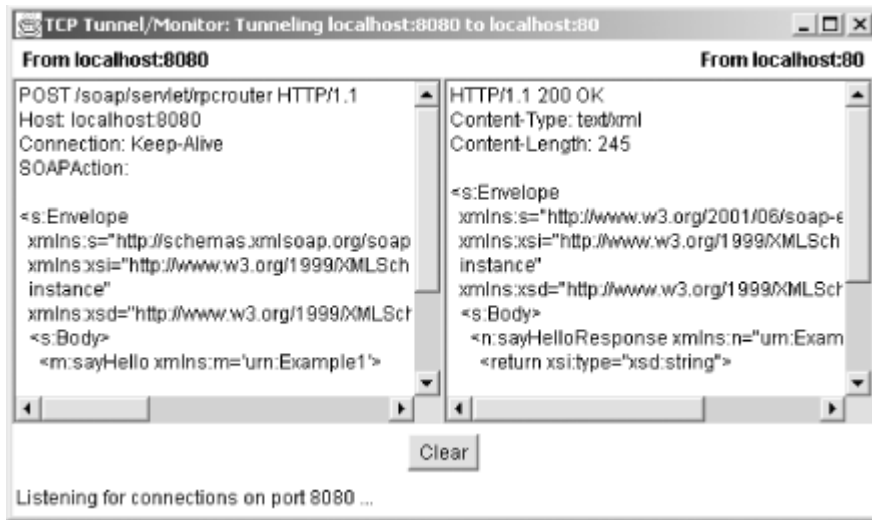 TCP Tunnel/Monitor: Tunneling localhost:8080 to localhost:80
From localhost:8080
From localhost:80
POST /soap/servlet/rpcrouter HTTP/1.1
Host: localhost:8080
Connection: Keep-Alive
SOAPAction:
<s:Envelope
xmlns:s="http://schemas.xmlsoap.org/soap
xmlns:xsi="http://www.w3.org/1999/XMLSch
instance"
xmlns:xsd="http://www.w3.org/1999/XMLSch
<s:Body>
<m:sayHello xmlns:m='urn:Example1'>
HTTP/1.1 200 OK
Content-Type: text/xml
Content-Length: 245
<s:Envelope
xmlns:s="http://www.w3.org/2001/06/soap-e
xmlns:xsi="http://www.w3.org/1999/XMLSch
instance"
xmlns:xsd="http://www.w3.org/1999/XMLSch
<s:Body>
<n:sayHelloResponse xmlns:n="urn:Exam
<return xsi:type="xsd:string">
Clear
Listening for connections on port 8080 ...